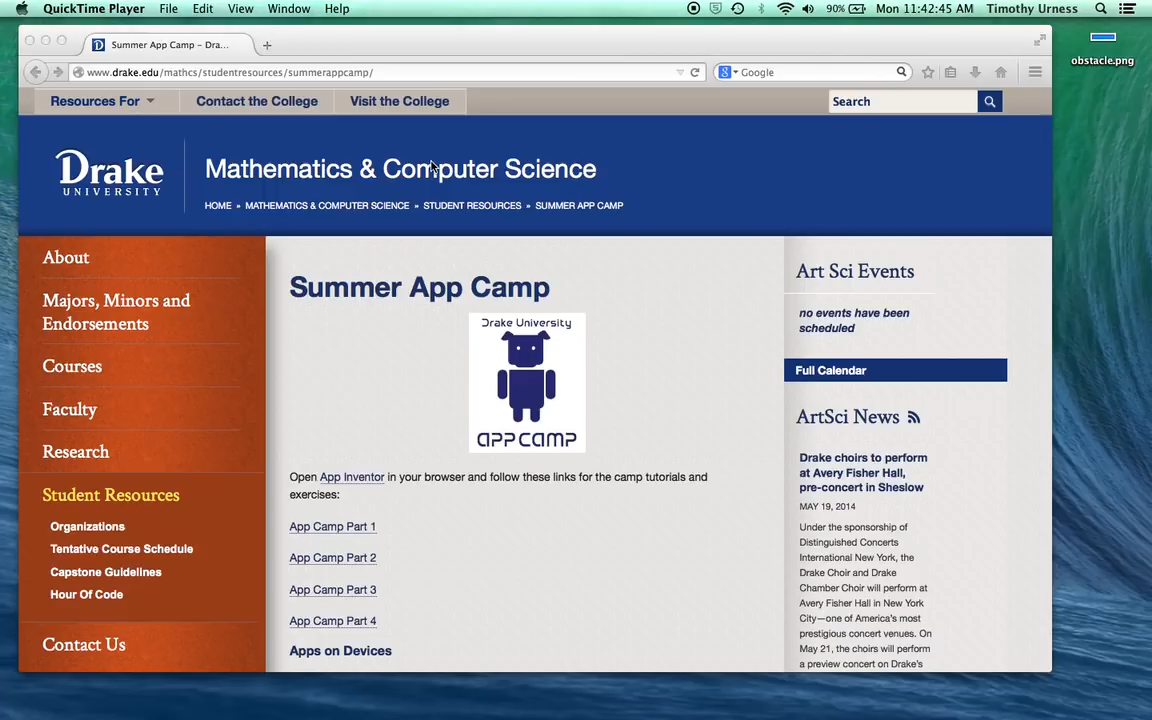 QuickTime Player File Edit View Window Help 90% Mon 11:42:45 AM Timothy Urness
Summer App Camp – Dra...
www.drake.edu/mathcs/studentresources/summerappcamp/
Google
obstacle.png
Resources For Contact the College Visit the College
Search
Drake
UNIVERSITY
Mathematics & Computer Science
HOME » MATHEMATICS & COMPUTER SCIENCE » STUDENT RESOURCES » SUMMER APP CAMP
About
Majors, Minors and
Endorsements
Courses
Faculty
Research
Student Resources
Organizations
Tentative Course Schedule
Capstone Guidelines
Hour Of Code
Contact Us
Summer App Camp
Drake University
APP CAMP
Open App Inventor in your browser and follow these links for the camp tutorials and
exercises:
App Camp Part 1
App Camp Part 2
App Camp Part 3
App Camp Part 4
Apps on Devices
Art Sci Events
no events have been
scheduled
Full Calendar
ArtSci News
Drake choirs to perform
at Avery Fisher Hall,
pre-concert in Sheslow
MAY 19, 2014
Under the sponsorship of
Distinguished Concerts
International New York, the
Drake Choir and Drake
Chamber Choir will perform at
Avery Fisher Hall in New York
City—one of America's most
prestigious concert venues. On
May 21, the choirs will perform
a preview concert on Drake's